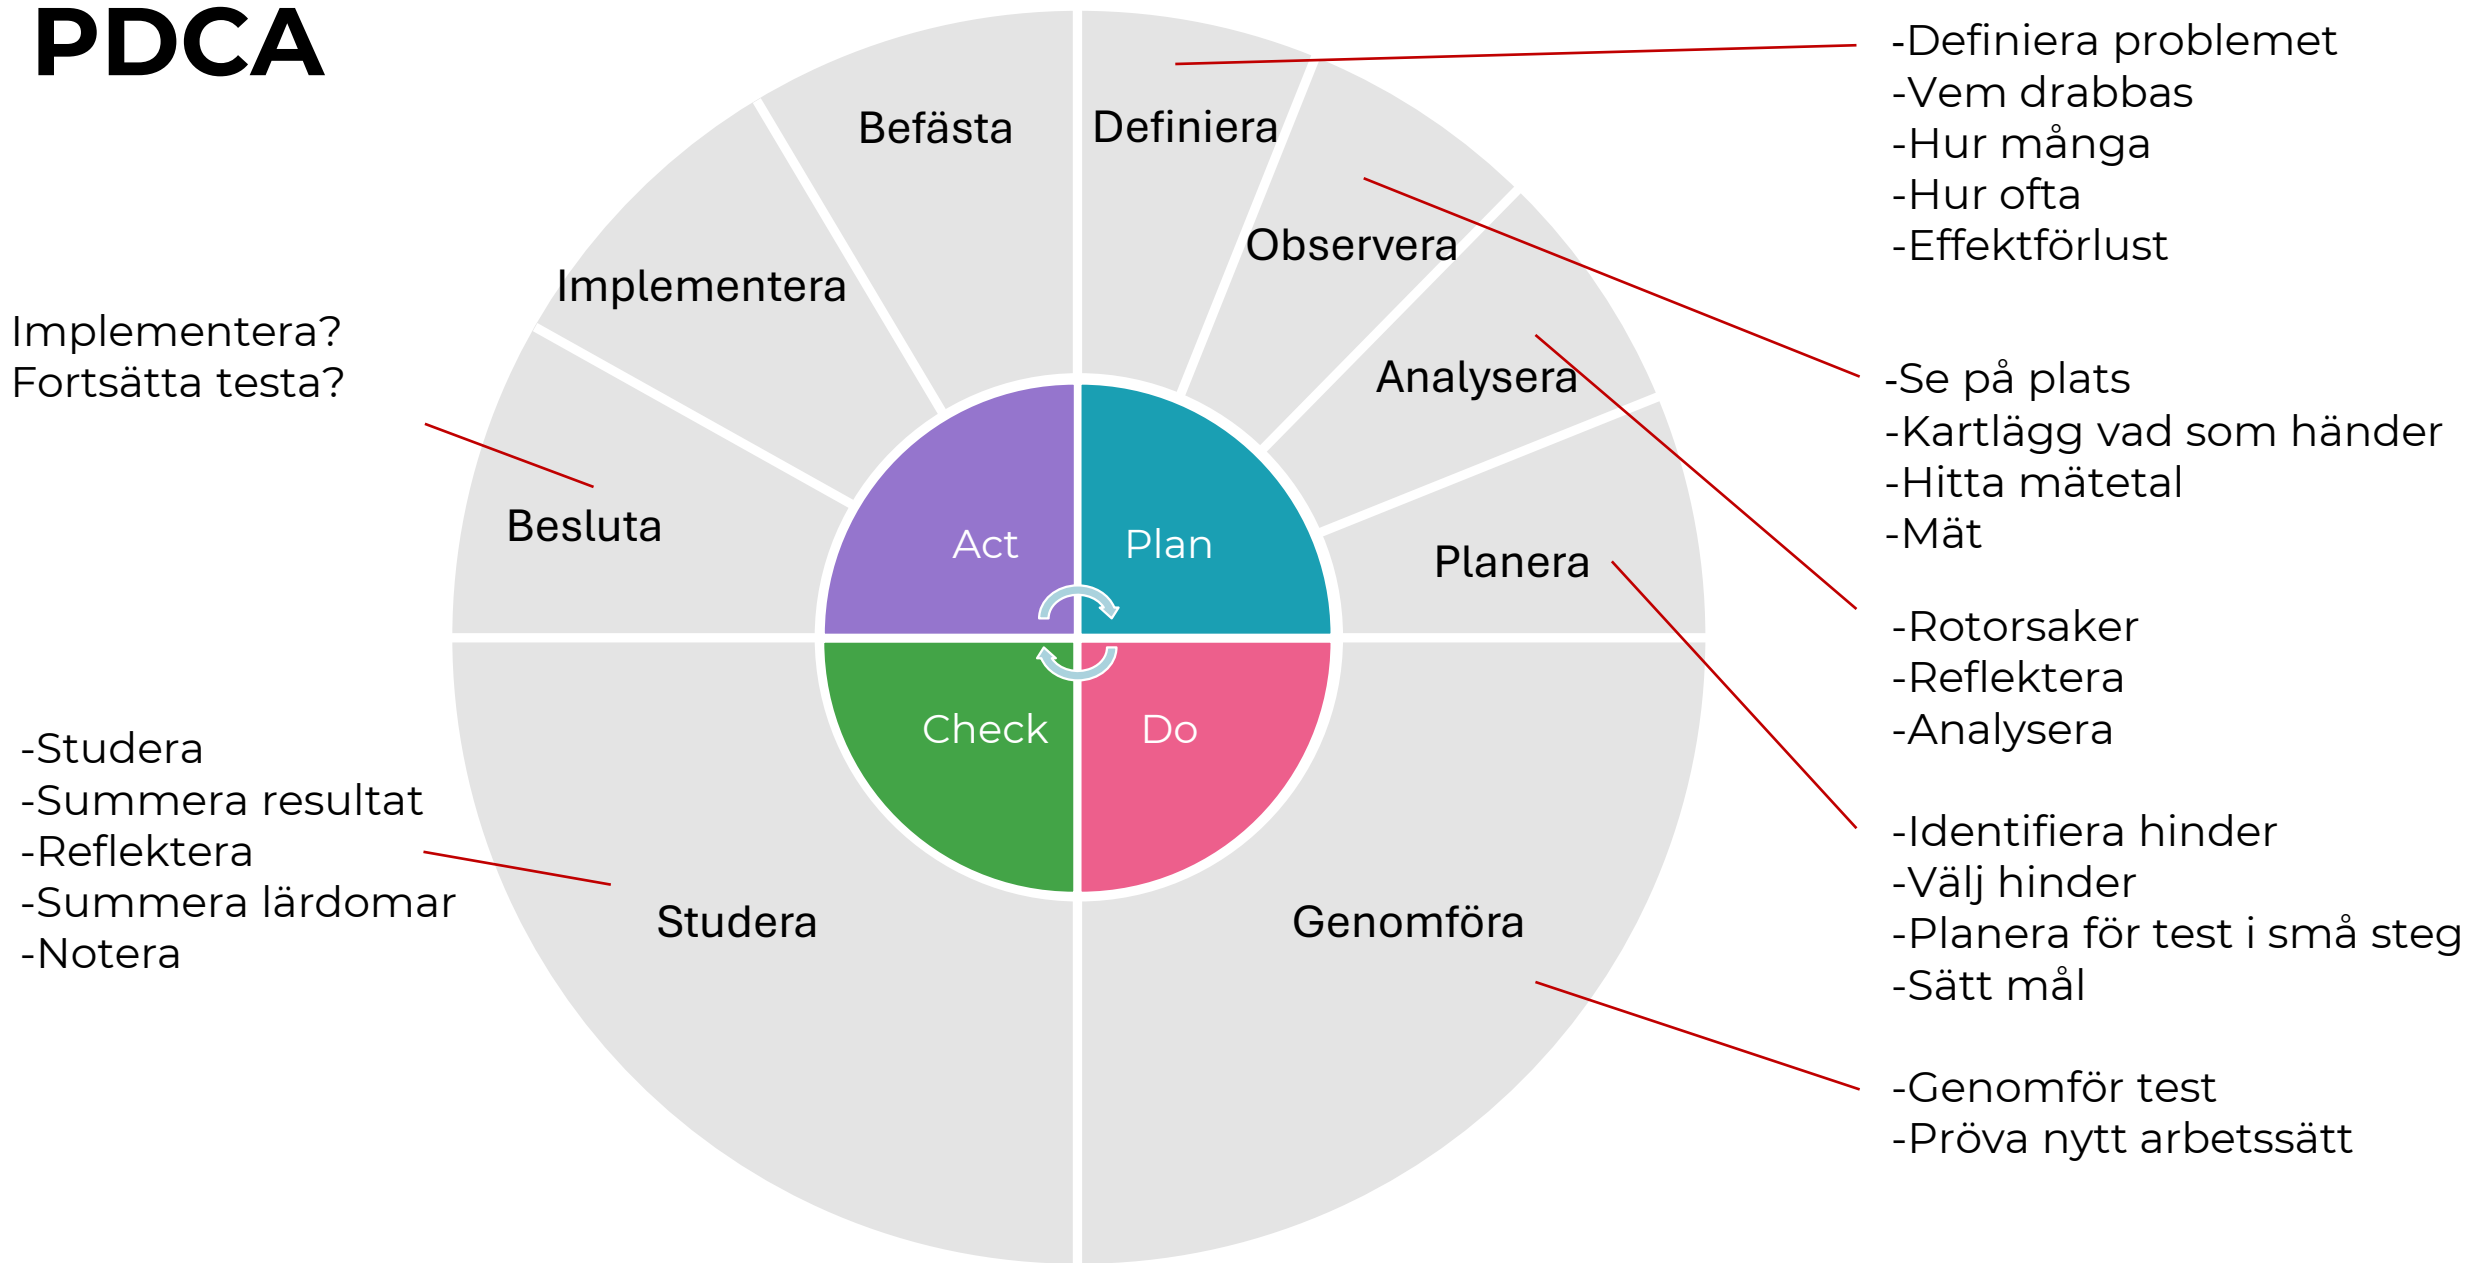 PDCA
Befästa
Definiera
Observera
Analysera
Planera
Implementera
Besluta
Act
Plan
Check
Do
Studera
Genomföra
-Definiera problemet
-Vem drabbas
-Hur många
-Hur ofta
-Effektförlust
-Se på plats
-Kartlägg vad som händer
-Hitta mätetal
-Mät
-Rotorsaker
-Reflektera
-Analysera
-Identifiera hinder
-Välj hinder
-Planera för test i små steg
-Sätt mål
-Genomför test
-Pröva nytt arbetssätt
-Studera
-Summera resultat
-Reflektera
-Summera lärdomar
-Notera
Implementera?
Fortsätta testa?